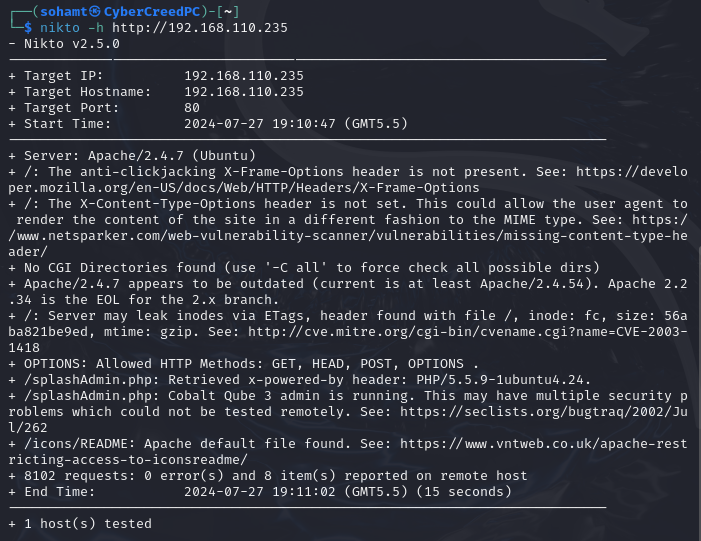 ┌──(sohamt㉿CyberCreedPC)-[~]
└─$ nikto -h http://192.168.110.235
- Nikto v2.5.0
---------------------------------------------------------------------------
+ Target IP:          192.168.110.235
+ Target Hostname:    192.168.110.235
+ Target Port:        80
+ Start Time:         2024-07-27 19:10:47 (GMT5.5)
---------------------------------------------------------------------------
+ Server: Apache/2.4.7 (Ubuntu)
+ /: The anti-clickjacking X-Frame-Options header is not present. See: https://develo
per.mozilla.org/en-US/docs/Web/HTTP/Headers/X-Frame-Options
+ /: The X-Content-Type-Options header is not set. This could allow the user agent to
 render the content of the site in a different fashion to the MIME type. See: https:/
/www.netsparker.com/web-vulnerability-scanner/vulnerabilities/missing-content-type-he
ader/
+ No CGI Directories found (use '-C all' to force check all possible dirs)
+ Apache/2.4.7 appears to be outdated (current is at least Apache/2.4.54). Apache 2.2
.34 is the EOL for the 2.x branch.
+ /: Server may leak inodes via ETags, header found with file /, inode: fc, size: 56a
ba821be9ed, mtime: gzip. See: http://cve.mitre.org/cgi-bin/cvename.cgi?name=CVE-2003-
1418
+ OPTIONS: Allowed HTTP Methods: GET, HEAD, POST, OPTIONS .
+ /splashAdmin.php: Retrieved x-powered-by header: PHP/5.5.9-1ubuntu4.24.
+ /splashAdmin.php: Cobalt Qube 3 admin is running. This may have multiple security p
roblems which could not be tested remotely. See: https://seclists.org/bugtraq/2002/Ju
l/262
+ /icons/README: Apache default file found. See: https://www.vntweb.co.uk/apache-rest
ricting-access-to-iconsreadme/
+ 8102 requests: 0 error(s) and 8 item(s) reported on remote host
+ End Time:           2024-07-27 19:11:02 (GMT5.5) (15 seconds)
---------------------------------------------------------------------------
+ 1 host(s) tested